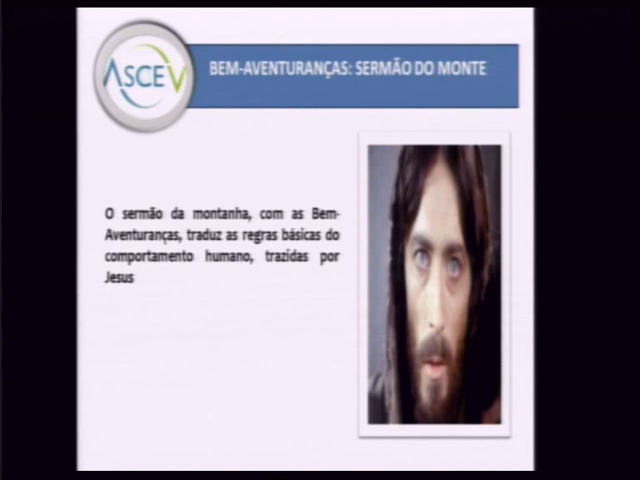 ASCEV
BEM-AVENTURANÇAS: SERMÃO DO MONTE
O sermão da montanha, com as Bem-
Aventuranças, traduz as regras básicas do
comportamento humano, trazidas por
Jesus